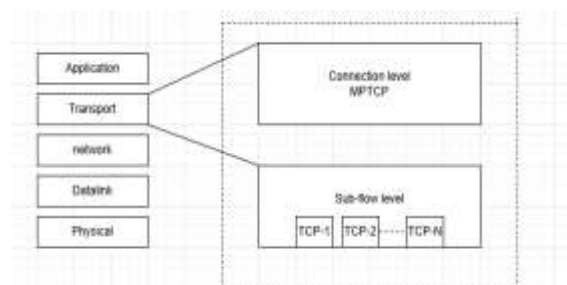 Application
Transport
network
Datalink
Physical
Connection level
MPTCP
Sub-flow level
TCP-1 TCP-2 TCP-N